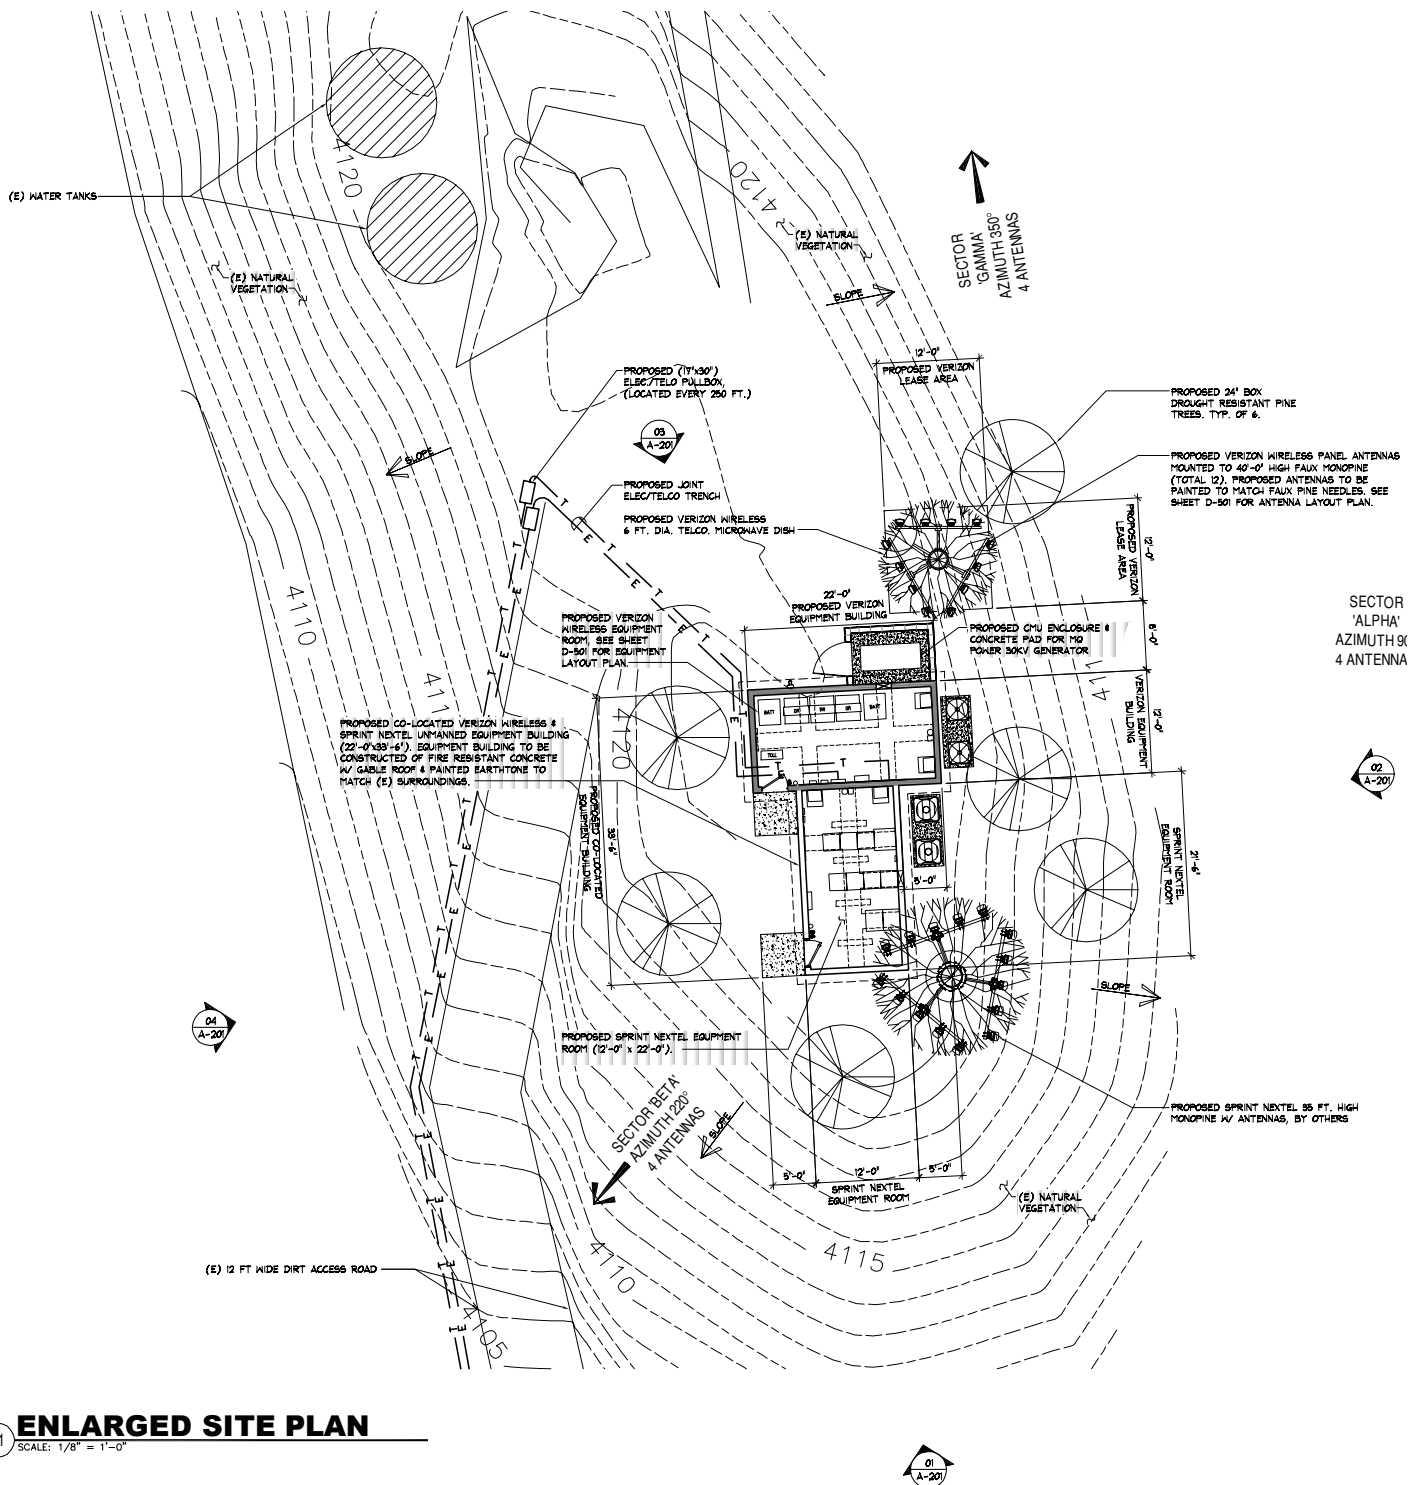 4120
4120
(E) WATER TANKS
(E) NATURAL
VEGETATION
(E) NATURAL
VEGETATION
SLOPE
SECTOR
'GAMMA'
AZIMUTH 350°
4 ANTENNAS
12'-0"
PROPOSED VERIZON
LEASE AREA
PROPOSED (17"x30")
ELEC./TELO PULLBOX,
(LOCATED EVERY 250 FT.)
03
A-201
SLOPE
PROPOSED 24" BOX
DROUGHT RESISTANT PINE
TREES. TYP. OF 6.
PROPOSED VERIZON WIRELESS PANEL ANTENNAS
MOUNTED TO 40'-0" HIGH FAUX MONOPINE
(TOTAL 12). PROPOSED ANTENNAS TO BE
PAINTED TO MATCH FAUX PINE NEEDLES. SEE
SHEET D-501 FOR ANTENNA LAYOUT PLAN.
PROPOSED JOINT
ELEC/TELCO TRENCH
PROPOSED VERIZON WIRELESS
6 FT. DIA. TELCO. MICROWAVE DISH
PROPOSED VERIZON
LEASE AREA
12'-0"
4110
22'-0"
PROPOSED VERIZON
EQUIPMENT BUILDING
PROPOSED VERIZON
WIRELESS EQUIPMENT
ROOM, SEE SHEET
D-501 FOR EQUIPMENT
LAYOUT PLAN.
PROPOSED CMU ENCLOSURE &
CONCRETE PAD FOR MQ
POWER 30KV GENERATOR
6'-0"
SECTOR
'ALPHA'
AZIMUTH 90
4 ANTENNA
411
411
VERIZON EQUIPMENT
BUILDING
12'-0"
BATT
BATT
TOLL
PROPOSED CO-LOCATED VERIZON WIRELESS &
SPRINT NEXTEL UNMANNED EQUIPMENT BUILDING
(22'-0"x33'-6"). EQUIPMENT BUILDING TO BE
CONSTRUCTED OF FIRE RESISTANT CONCRETE
W/ GABLE ROOF & PAINTED EARTHTONE TO
MATCH (E) SURROUNDINGS.
4120
02
A-201
PROPOSED CO-LOCATED
EQUIPMENT BUILDING
33'-6"
SPRINT NEXTEL
EQUIPMENT ROOM
21'-6"
5'-0"
SLOPE
04
A-201
PROPOSED SPRINT NEXTEL EQUIPMENT
ROOM (12'-0" x 22'-0").
SECTOR 'BETA'
AZIMUTH 220°
4 ANTENNAS
SLOPE
PROPOSED SPRINT NEXTEL 35 FT. HIGH
MONOPINE W/ ANTENNAS, BY OTHERS
5'-0"
12'-0"
5'-0"
SPRINT NEXTEL
EQUIPMENT ROOM
(E) NATURAL
VEGETATION
4110
4115
(E) 12 FT WIDE DIRT ACCESS ROAD
4105
1
ENLARGED SITE PLAN
SCALE: 1/8" = 1'-0"
01
A-201